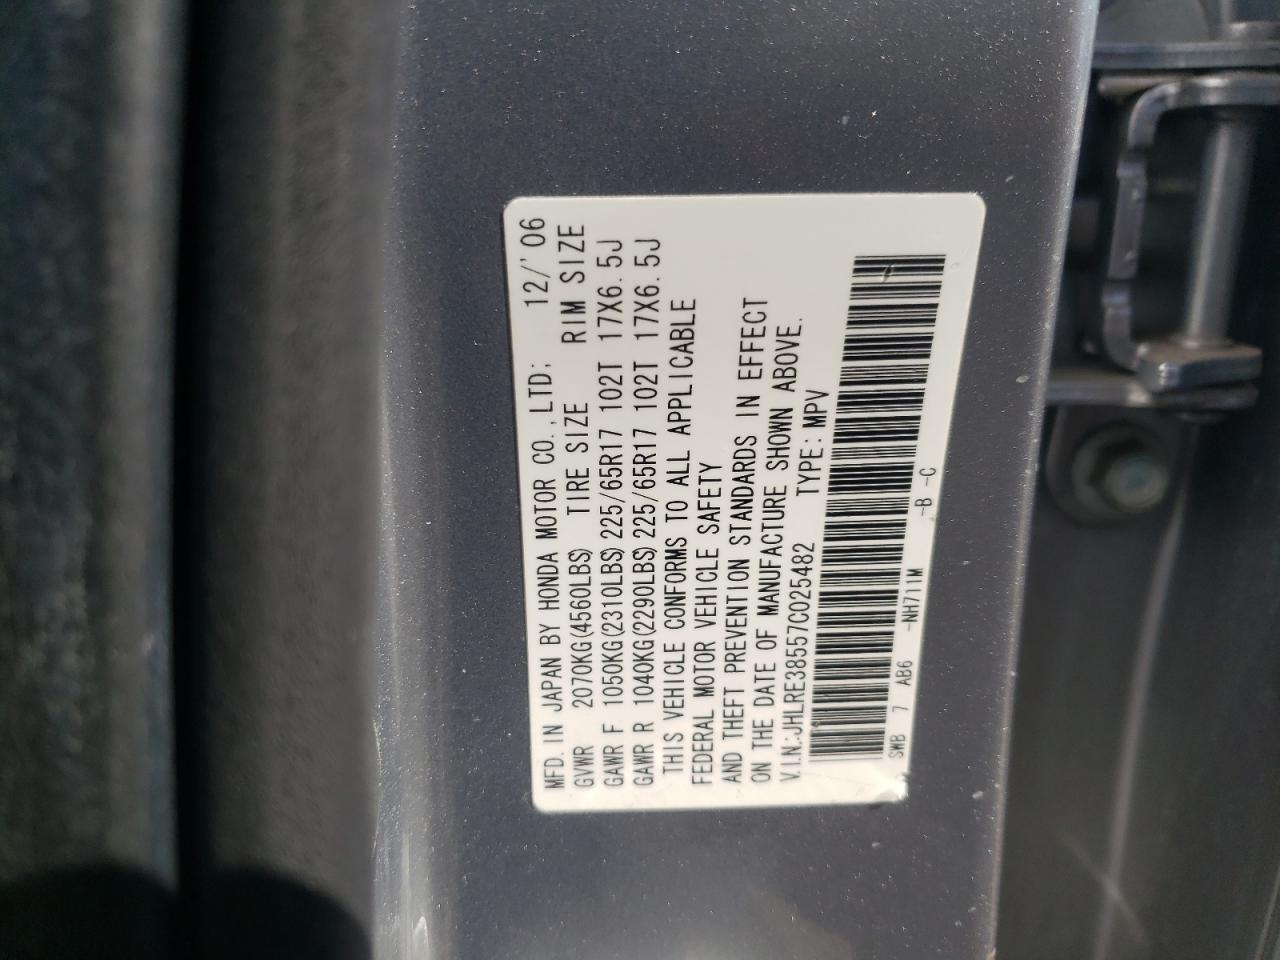 MFD. IN JAPAN BY HONDA MOTOR CO., LTD; 12/'06
GVWR 2070KG(4560LBS) TIRE SIZE RIM SIZE
GAWR F 1050KG(2310LBS) 225/65R17 102T 17X6.5J
GAWR R 1040KG(2290LBS) 225/65R17 102T 17X6.5J
THIS VEHICLE CONFORMS TO ALL APPLICABLE
FEDERAL MOTOR VEHICLE SAFETY
AND THEFT PREVENTION STANDARDS IN EFFECT
ON THE DATE OF MANUFACTURE SHOWN ABOVE.
V.I.N.:JHLRE38557C025482 TYPE: MPV
SWB 7 AB6 -NH711M -B -C